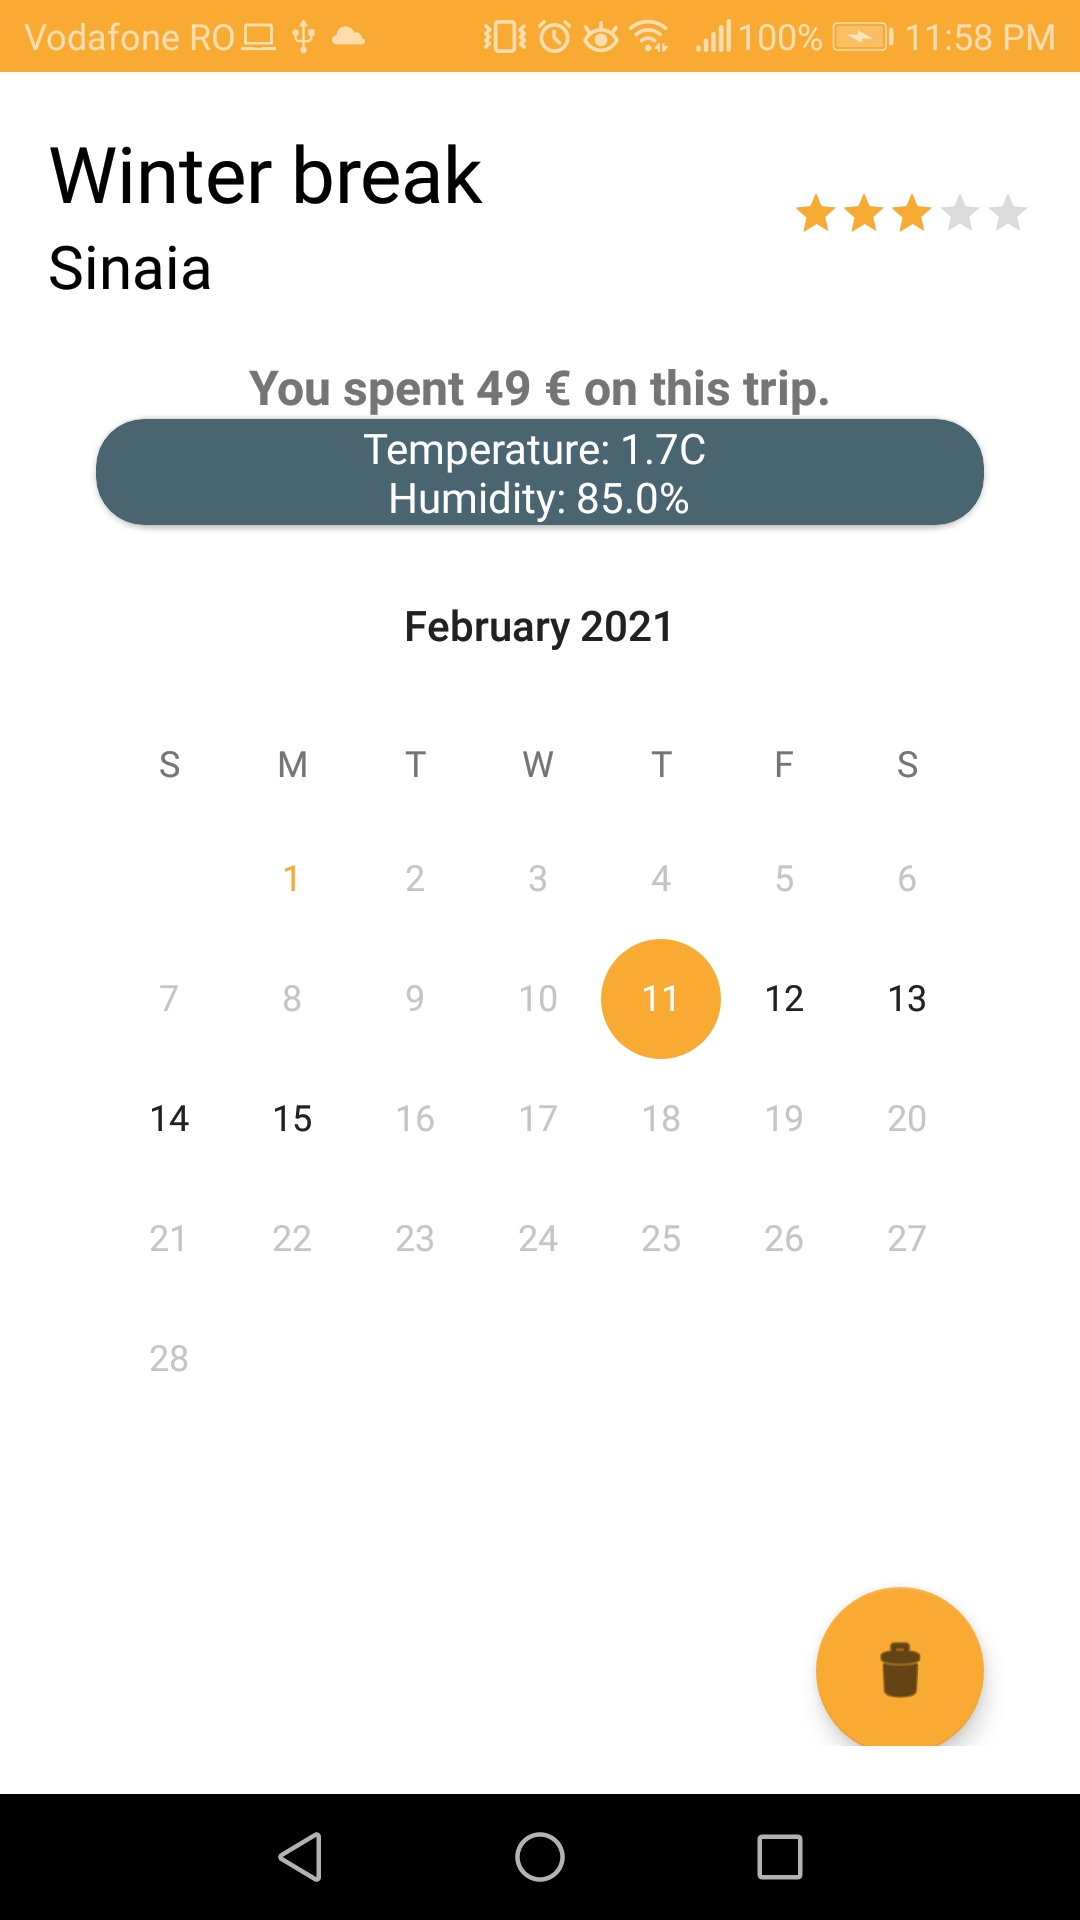 Vodafone RO 100% 11:58 PM
Winter break
Sinaia
You spent 49 € on this trip.
Temperature: 1.7C
Humidity: 85.0%
February 2021
S M T W T F S
1 2 3 4 5 6
7 8 9 10 11 12 13
14 15 16 17 18 19 20
21 22 23 24 25 26 27
28